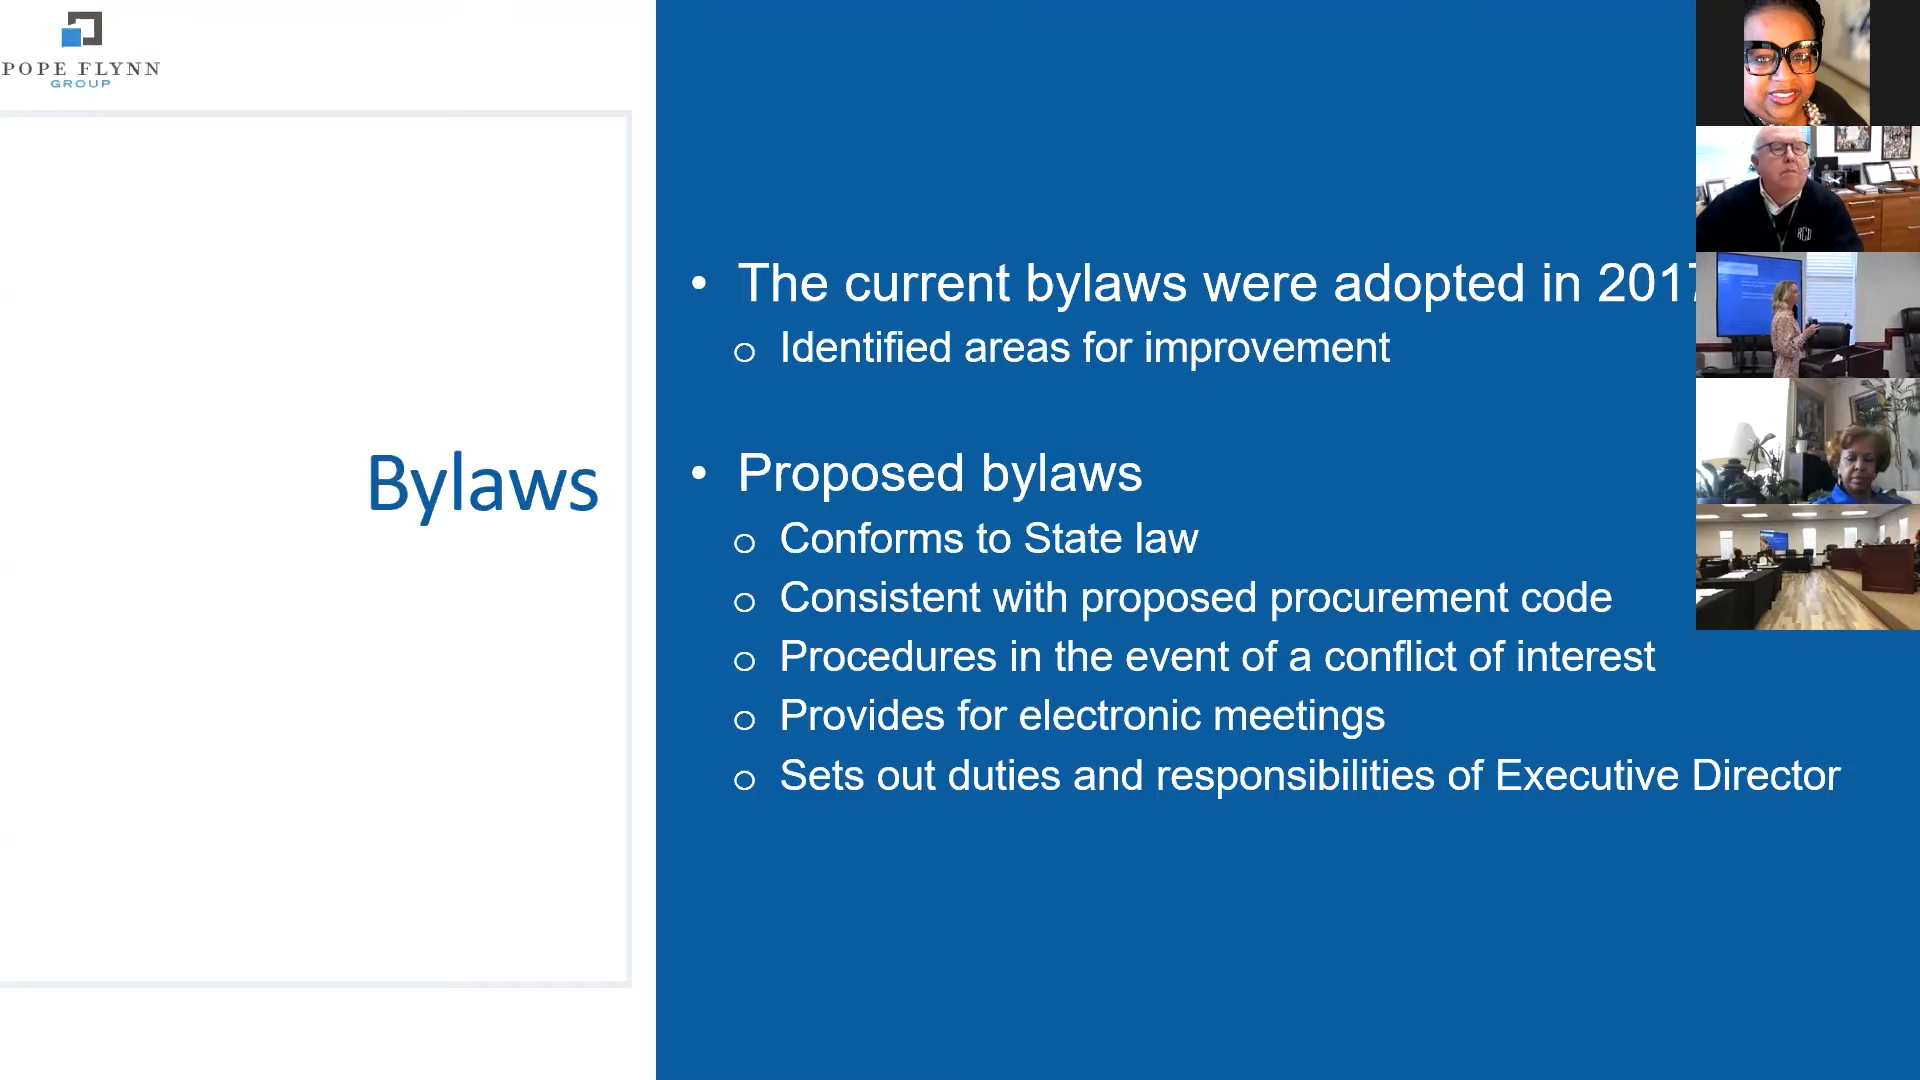 POPE FLYNN
GROUP
Bylaws
• The current bylaws were adopted in 2017
o Identified areas for improvement
• Proposed bylaws
o Conforms to State law
o Consistent with proposed procurement code
o Procedures in the event of a conflict of interest
o Provides for electronic meetings
o Sets out duties and responsibilities of Executive Director
RCD